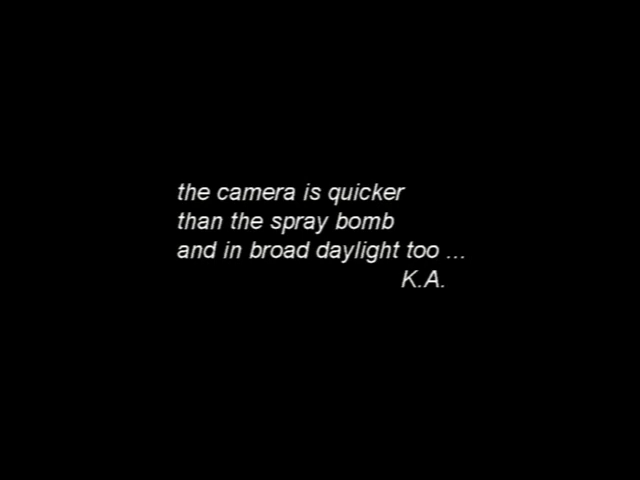 the camera is quicker
than the spray bomb
and in broad daylight too ...
K.A.